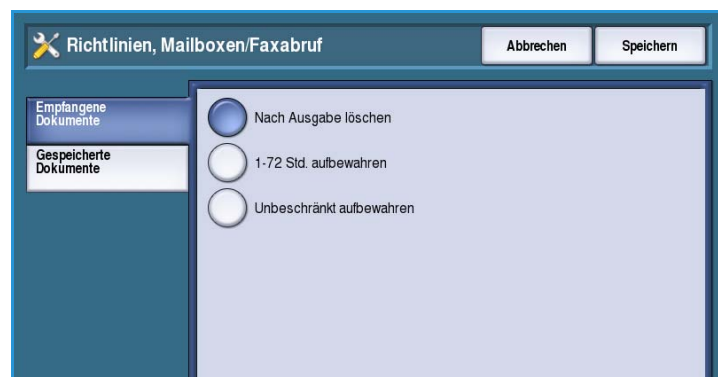 Richtlinien, Mailboxen/Faxabruf
Abbrechen
Speichern
Empfangene
Dokumente
Gespeicherte
Dokumente
Nach Ausgabe löschen
1-72 Std. aufbewahren
Unbeschränkt aufbewahren